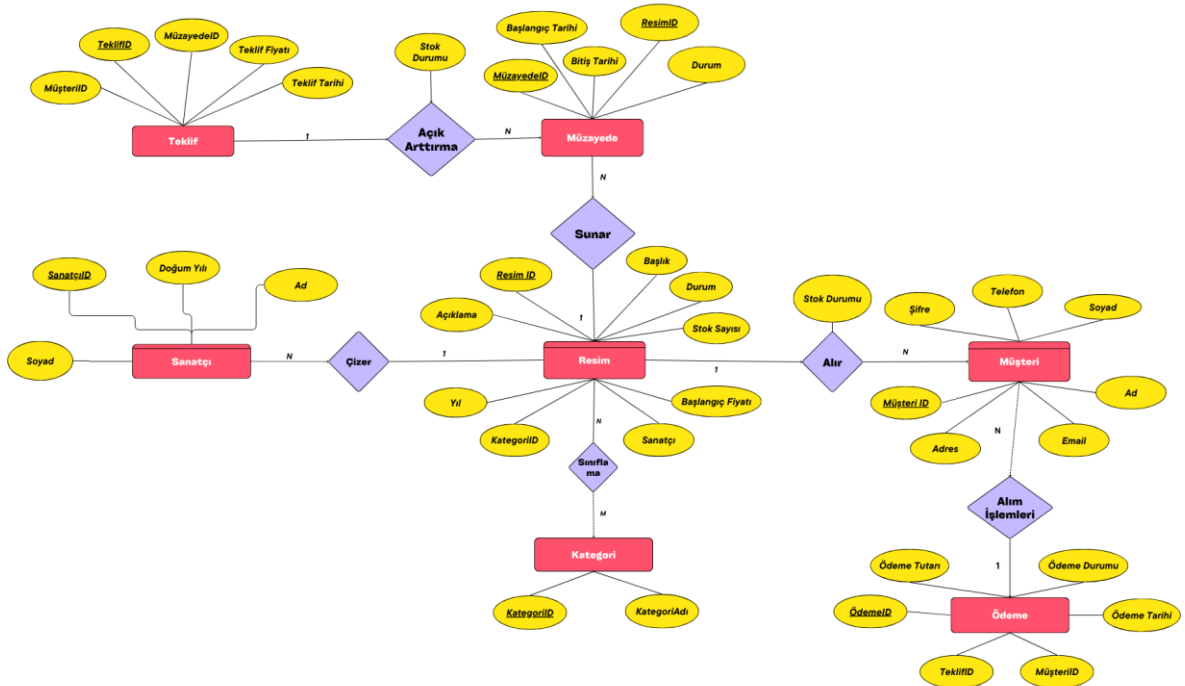 TeklifID
MüzayedeID
Teklif Fiyatı
MüşteriID
Teklif Tarihi
Teklif
1
Stok
Durumu
Açık
Arttırma
N
Başlangıç Tarihi
ResimID
Bitiş Tarihi
MüzayedeID
Durum
Müzayede
N
Sunar
1
SanatçıID
Doğum Yılı
Ad
Soyad
Sanatçı
N
Çizer
1
Resim ID
Başlık
Açıklama
Durum
Stok Sayısı
Resim
Yıl
Başlangıç Fiyatı
KategoriID
Sanatçı
N
Sınıfla
ma
M
Kategori
KategoriID
KategoriAdı
1
Stok Durumu
Alır
N
Şifre
Telefon
Soyad
Müşteri
Müşteri ID
Ad
Adres
Email
N
Alım
İşlemleri
1
Ödeme Tutarı
Ödeme Durumu
ÖdemeID
Ödeme
Ödeme Tarihi
TeklifID
MüşteriID